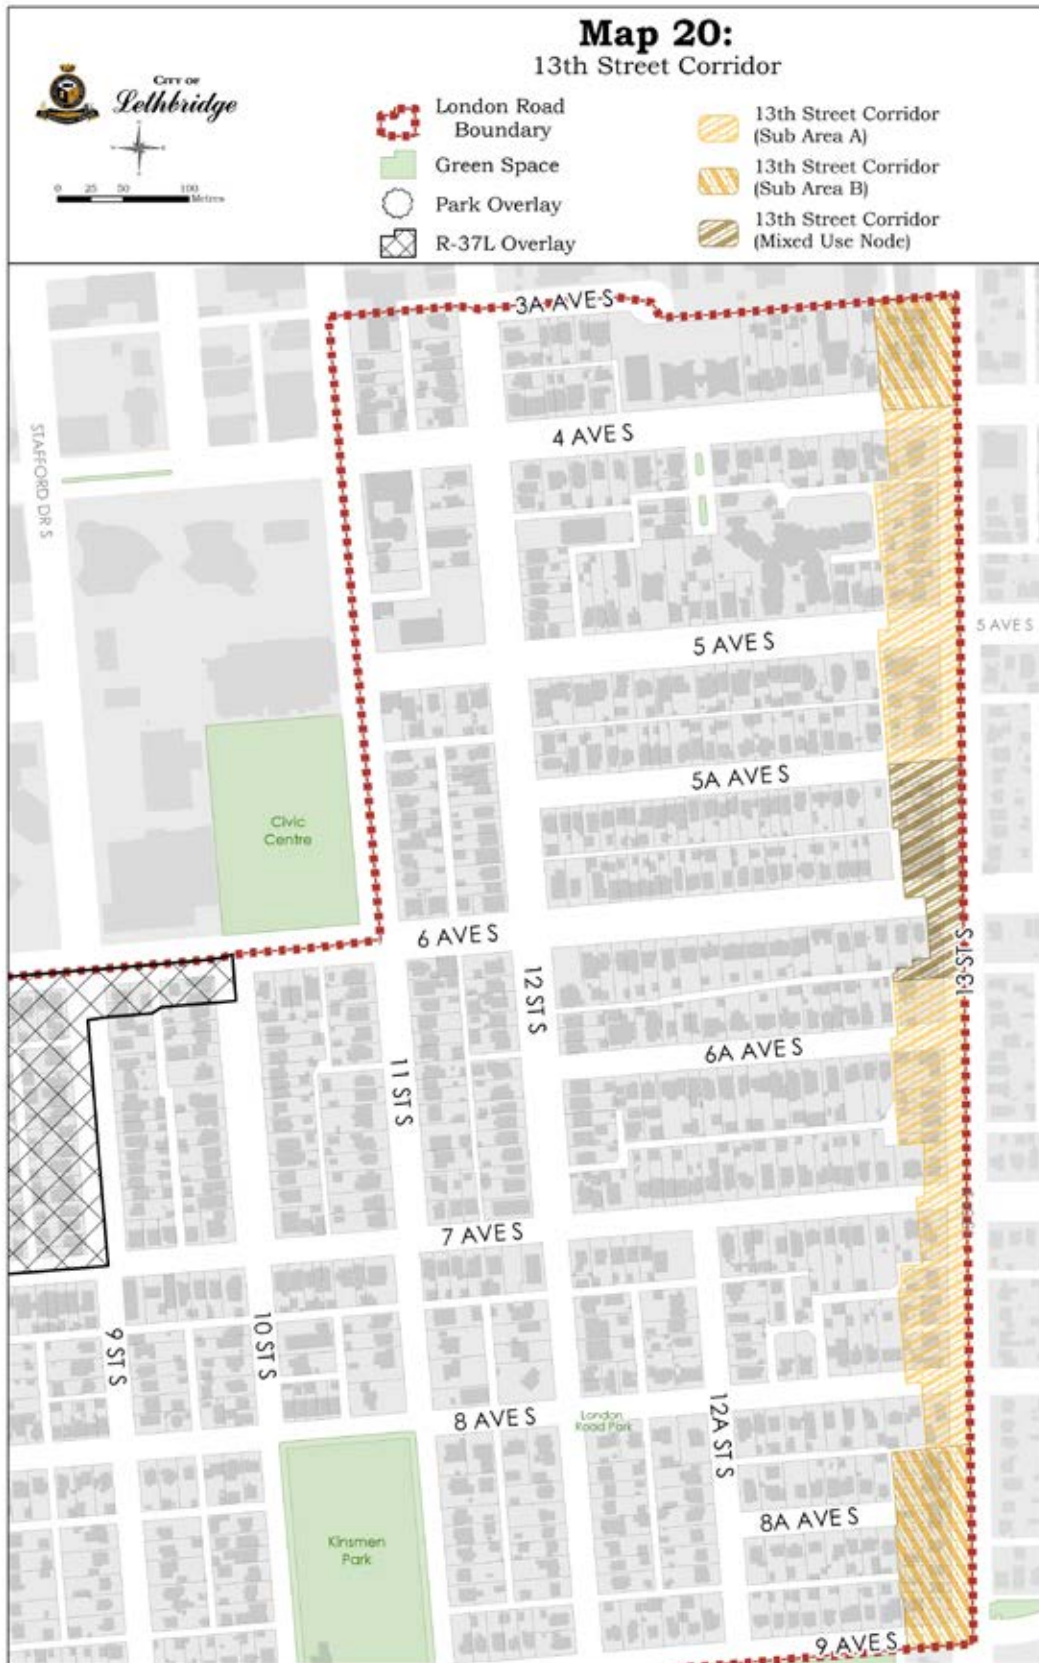 Map 20:
13th Street Corridor
CITY OF
Lethbridge
0 25 50 100
Metres
London Road
Boundary
Green Space
Park Overlay
R-37L Overlay
13th Street Corridor
(Sub Area A)
13th Street Corridor
(Sub Area B)
13th Street Corridor
(Mixed Use Node)
3A AVE S
4 AVE S
STAFFORD DR S
5 AVE S
5 AVE S
5A AVE S
Civic
Centre
6 AVE S
12 ST S
13 ST S
6A AVE S
11 ST S
7 AVE S
9 ST S
10 ST S
8 AVE S
London
Road Park
12A ST S
8A AVE S
Kinsmen
Park
9 AVE S